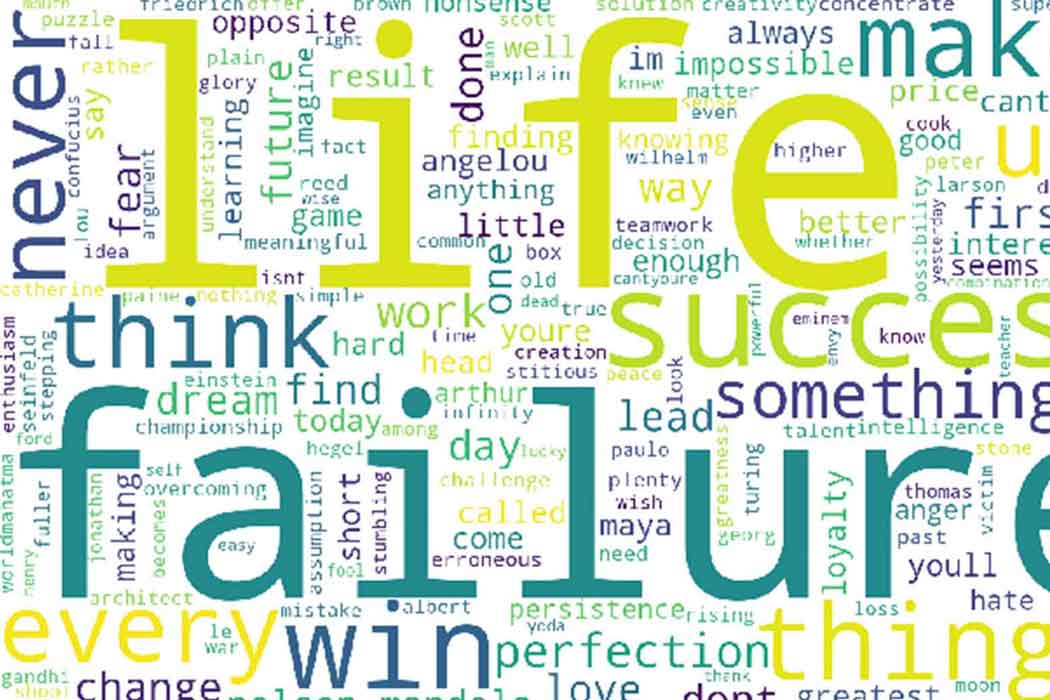 friedrich offer brown nonsense scott solution creativity concentrate
puzzle opposite right done man well im always impossible mak
never fall rather plain glory result explain knew matter sense even price cant
confucius say fear argument life understand learning future imagine fact
finding angelou anything knowing wilhelm way higher cook good peter u
reed wise game little teamwork better larson firs
lou idea meaningful common box decision whether enough possibility yesterday intere seems
catherine paine nothing isnt simple one old dead true cantyoure combination
enthusiasm seinfeld stepping think work time youre succes powerful eminem envy know teacher
hard head creation stitious peace look something
einstein dream find arthur infinity lead
ford championship today among talent intelligence
failure hegel day lucky paulo greatness turing stone
worldmanatma fuller jonathan making self overcoming becomes assumption short stumbling challenge plenty wish loyalty thomas victim
called maya anger
henry easy fool come erroneous need georg past youll
architect mistake albert persistence rising loss hate
every le war win yoda perfection things
gandhi change thank moon
shool nelson mandela love dont greatest